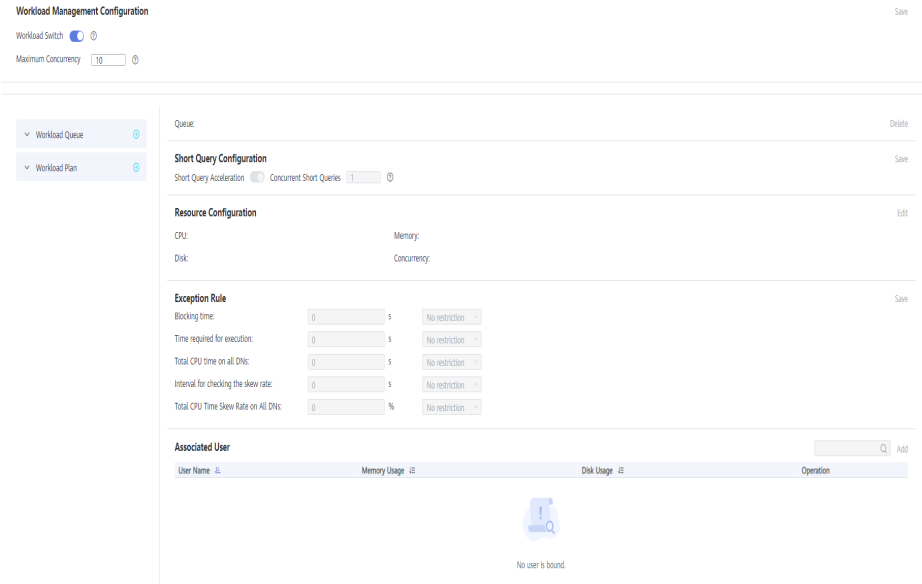 Workload Management Configuration Save
Workload Switch
Maximum Concurrency 10
Queue: Delete
Workload Queue
Workload Plan
Short Query Configuration Save
Short Query Acceleration Concurrent Short Queries 1
Resource Configuration Edit
CPU: Memory:
Disk: Concurrency:
Exception Rule Save
Blocking time: 0 s No restriction
Time required for execution: 0 s No restriction
Total CPU time on all DNs: 0 s No restriction
Interval for checking the skew rate: 0 s No restriction
Total CPU Time Skew Rate on All DNs: 0 % No restriction
Associated User Add
User Name Memory Usage Disk Usage Operation
No user is bound.